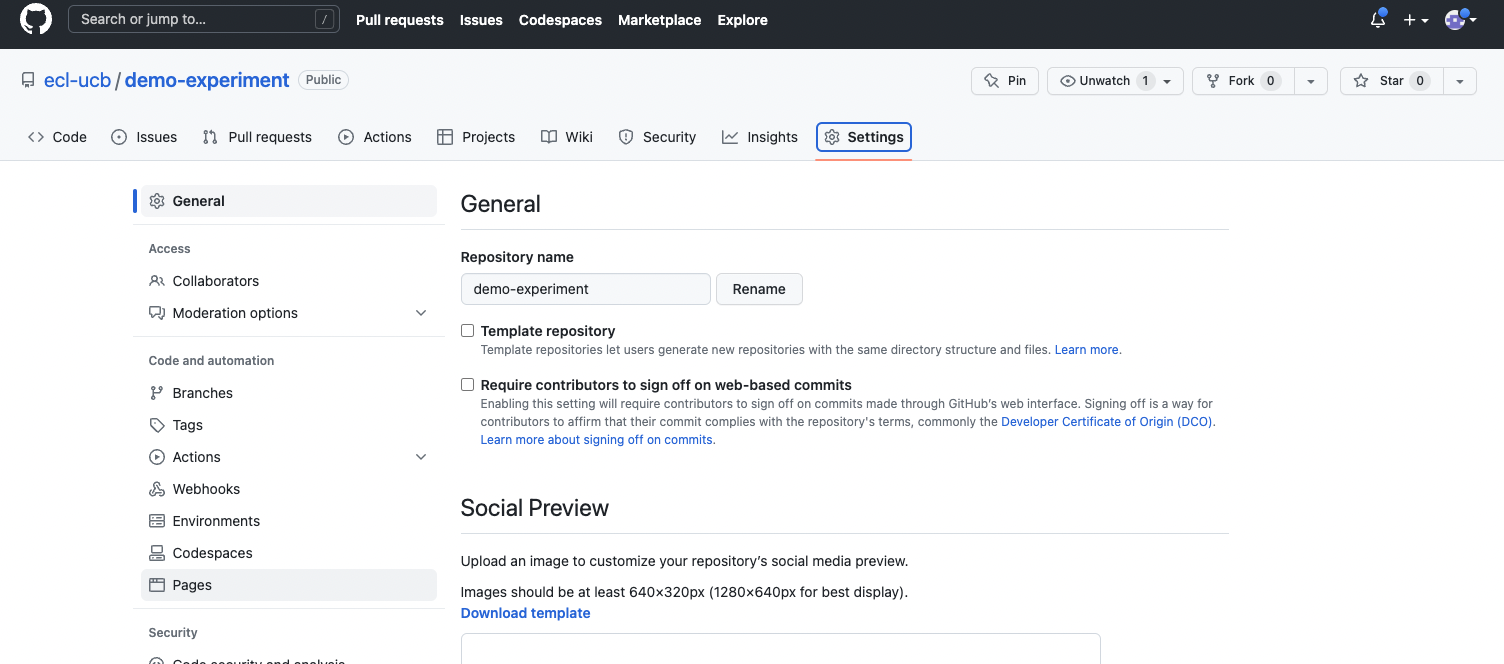 Search or jump to... /
Pull requests Issues Codespaces Marketplace Explore
ecl-ucb / demo-experiment Public
Pin Unwatch 1 Fork 0 Star 0
Code Issues Pull requests Actions Projects Wiki Security Insights Settings
General
Access
Collaborators
Moderation options
Code and automation
Branches
Tags
Actions
Webhooks
Environments
Codespaces
Pages
Security
Code security and analysis
General
Repository name
demo-experiment Rename
Template repository
Template repositories let users generate new repositories with the same directory structure and files. Learn more.
Require contributors to sign off on web-based commits
Enabling this setting will require contributors to sign off on commits made through GitHub’s web interface. Signing off is a way for
contributors to affirm that their commit complies with the repository's terms, commonly the Developer Certificate of Origin (DCO).
Learn more about signing off on commits.
Social Preview
Upload an image to customize your repository’s social media preview.
Images should be at least 640×320px (1280×640px for best display).
Download template